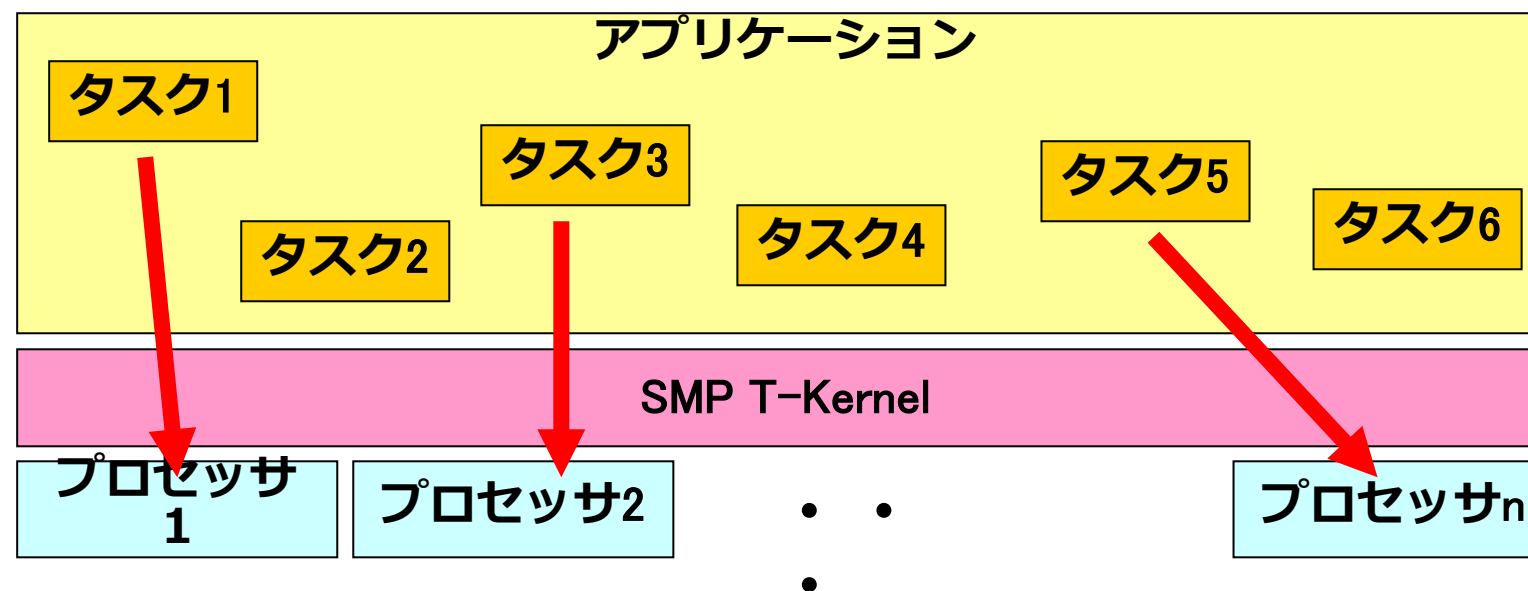 アプリケーション
タスク1
タスク3
タスク5
タスク2
タスク4
タスク6
SMP T-Kernel
プロセッサ
1
プロセッサ2
・ ・
・
プロセッサn